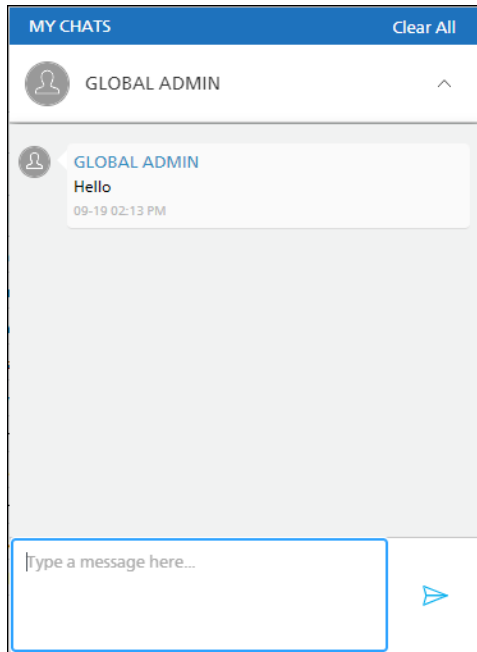 MY CHATS Clear All
GLOBAL ADMIN
GLOBAL ADMIN
Hello
09-19 02:13 PM
Type a message here...